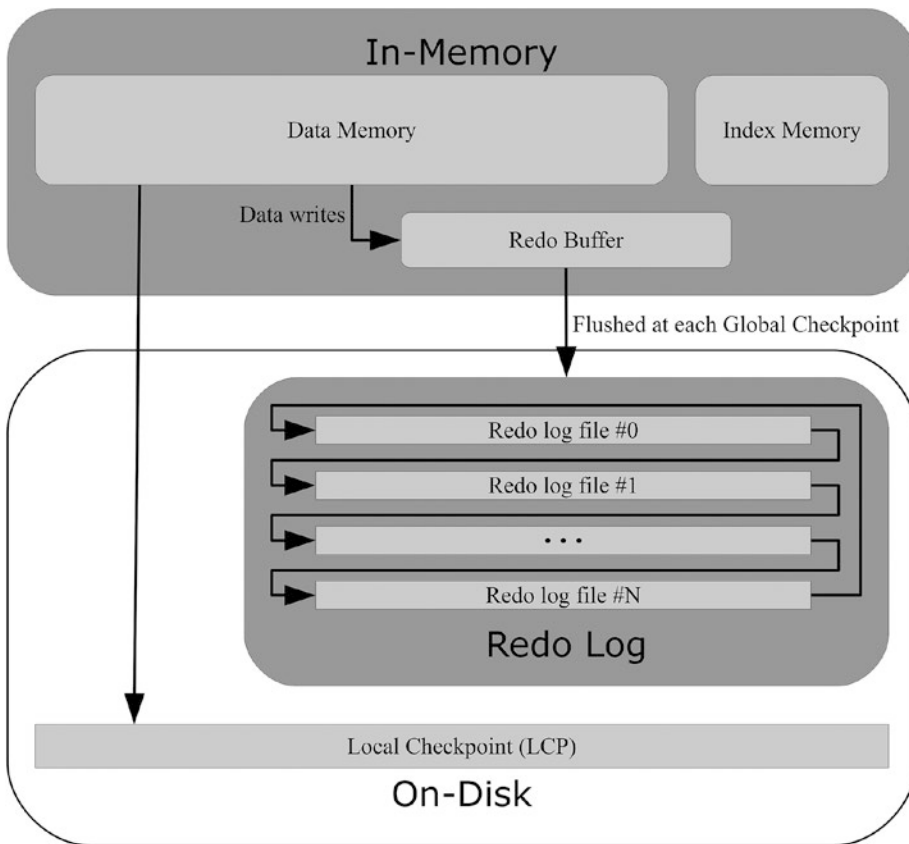 In-Memory
Data Memory
Index Memory
Data writes
Redo Buffer
Flushed at each Global Checkpoint
Redo log file #0
Redo log file #1
• • •
Redo log file #N
Redo Log
Local Checkpoint (LCP)
On-Disk